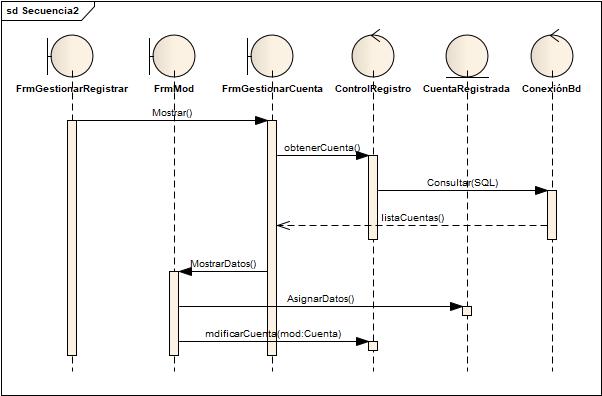 sd Secuencia2
FrmGestionarRegistrar
FrmMod
FrmGestionarCuenta
ControlRegistro
CuentaRegistrada
ConexiónBd
Mostrar()
obtenerCuenta()
Consultar(SQL)
listaCuentas()
MostrarDatos()
AsignarDatos()
mdificarCuenta(mod:Cuenta)